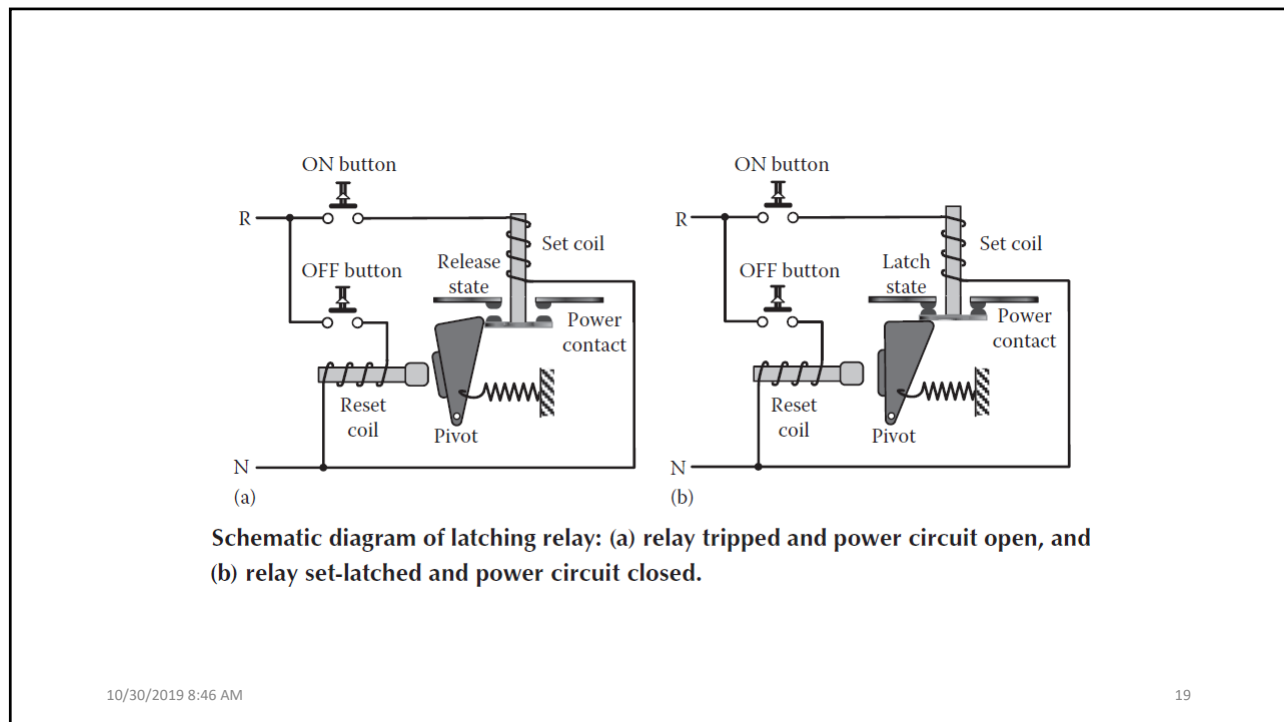 ON button
R
Set coil
OFF button
Release
state
Power
contact
Reset
coil
Pivot
N
(a)
ON button
R
Set coil
OFF button
Latch
state
Power
contact
Reset
coil
Pivot
N
(b)
Schematic diagram of latching relay: (a) relay tripped and power circuit open, and
(b) relay set-latched and power circuit closed.
10/30/2019 8:46 AM
19